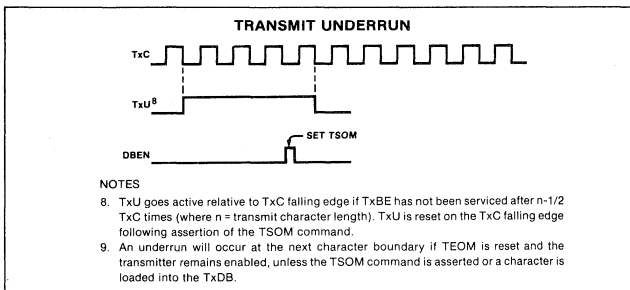 TRANSMIT UNDERRUN
TxC
TxU8
SET TSOM
DBEN
NOTES
8. TxU goes active relative to TxC falling edge if TxBE has not been serviced after n-1/2
TxC times (where n = transmit character length). TxU is reset on the TxC falling edge
following assertion of the TSOM command.
9. An underrun will occur at the next character boundary if TEOM is reset and the
transmitter remains enabled, unless the TSOM command is asserted or a character is
loaded into the TxDB.